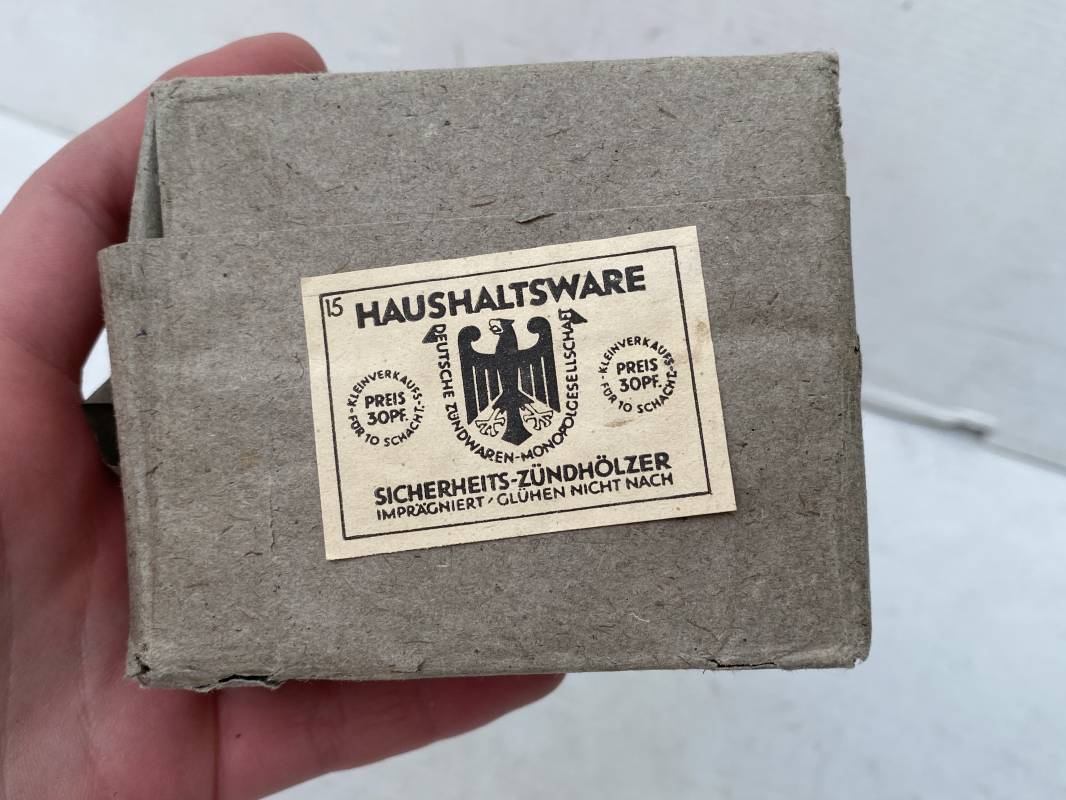 15
HAUSHALTSWARE
DEUTSCHE ZÜNDWAREN-MONOPOLGESELLSCHAFT
·KLEINVERKAUFS-
PREIS
30PF.
FÜR 10 SCHACHT.
·KLEINVERKAUFS-
PREIS
30PF.
FÜR 10 SCHACHT.
SICHERHEITS-ZÜNDHÖLZER
IMPRÄGNIERT / GLÜHEN NICHT NACH